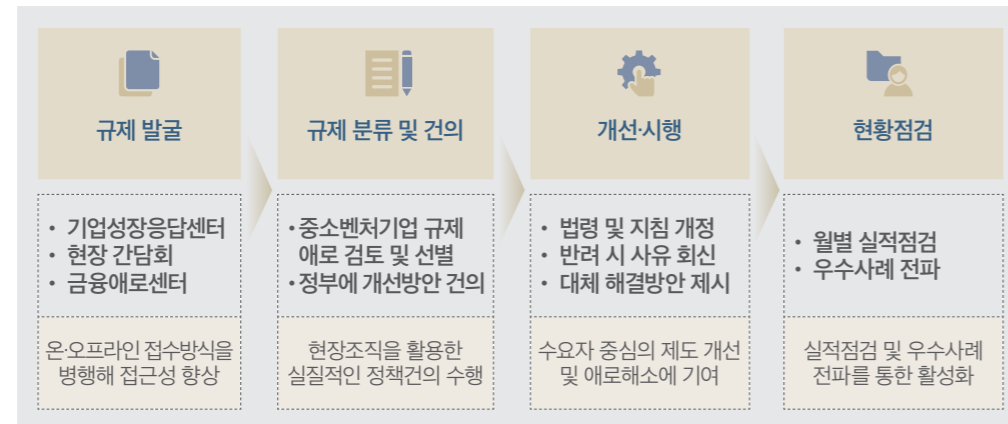 규제 발굴
• 기업성장응답센터
• 현장 간담회
• 금융애로센터
온·오프라인 접수방식을
병행해 접근성 향상
규제 분류 및 건의
• 중소벤처기업 규제
애로 검토 및 선별
• 정부에 개선방안 건의
현장조직을 활용한
실질적인 정책건의 수행
개선·시행
• 법령 및 지침 개정
• 반려 시 사유 회신
• 대체 해결방안 제시
수요자 중심의 제도 개선
및 애로해소에 기여
현황점검
• 월별 실적점검
• 우수사례 전파
실적점검 및 우수사례
전파를 통한 활성화